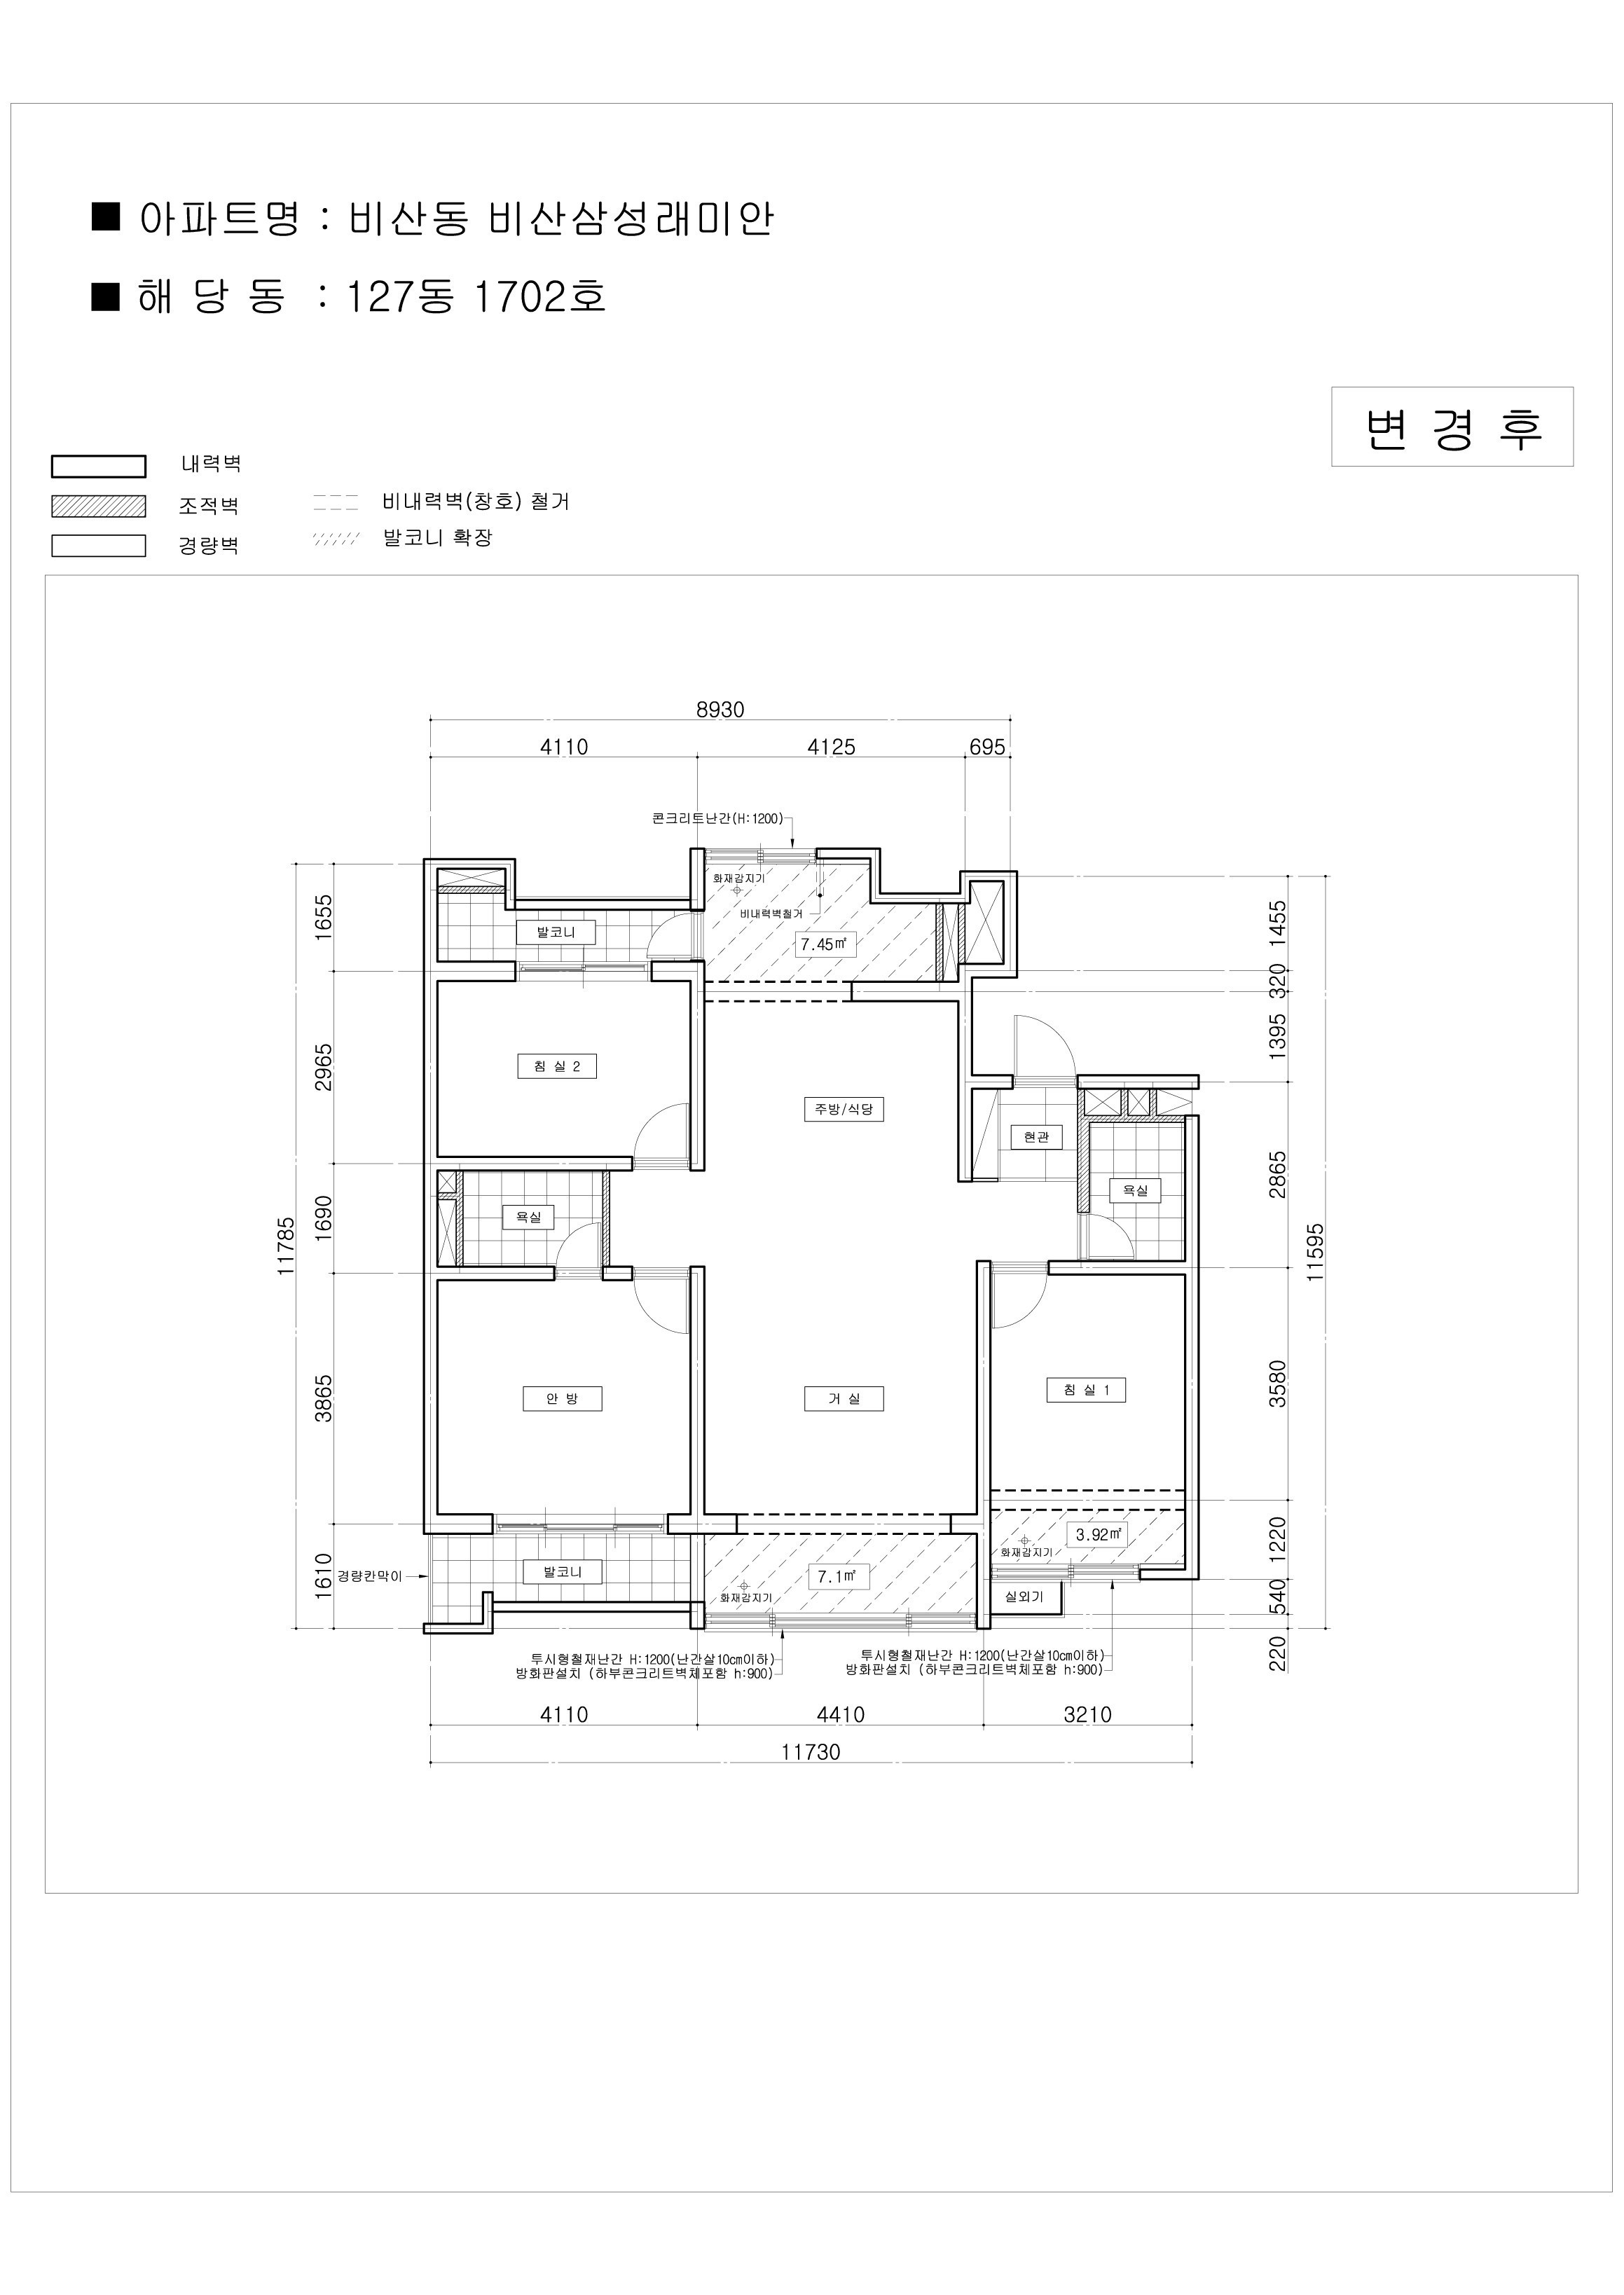 ■ 아파트명 : 비산동 비산삼성래미안
■ 해 당 동 : 127동 1702호
변 경 후
내력벽
조적벽
경량벽
비내력벽(창호) 철거
발코니 확장
8930
4110
4125
695
콘크리트난간(H:1200)
화재감지기
비내력벽철거
7.45㎡
발코니
침 실 2
주방/식당
현관
욕실
욕실
안 방
거 실
침 실 1
발코니
경량칸막이
화재감지기
7.1㎡
화재감지기
3.92㎡
실외기
투시형철재난간 H:1200(난간살10cm이하)
방화판설치 (하부콘크리트벽체포함 h:900)
투시형철재난간 H:1200(난간살10cm이하)
방화판설치 (하부콘크리트벽체포함 h:900)
1655
2965
1690
3865
1610
11785
1455
320
1395
2865
3580
1220
540
220
11595
4110
4410
3210
11730